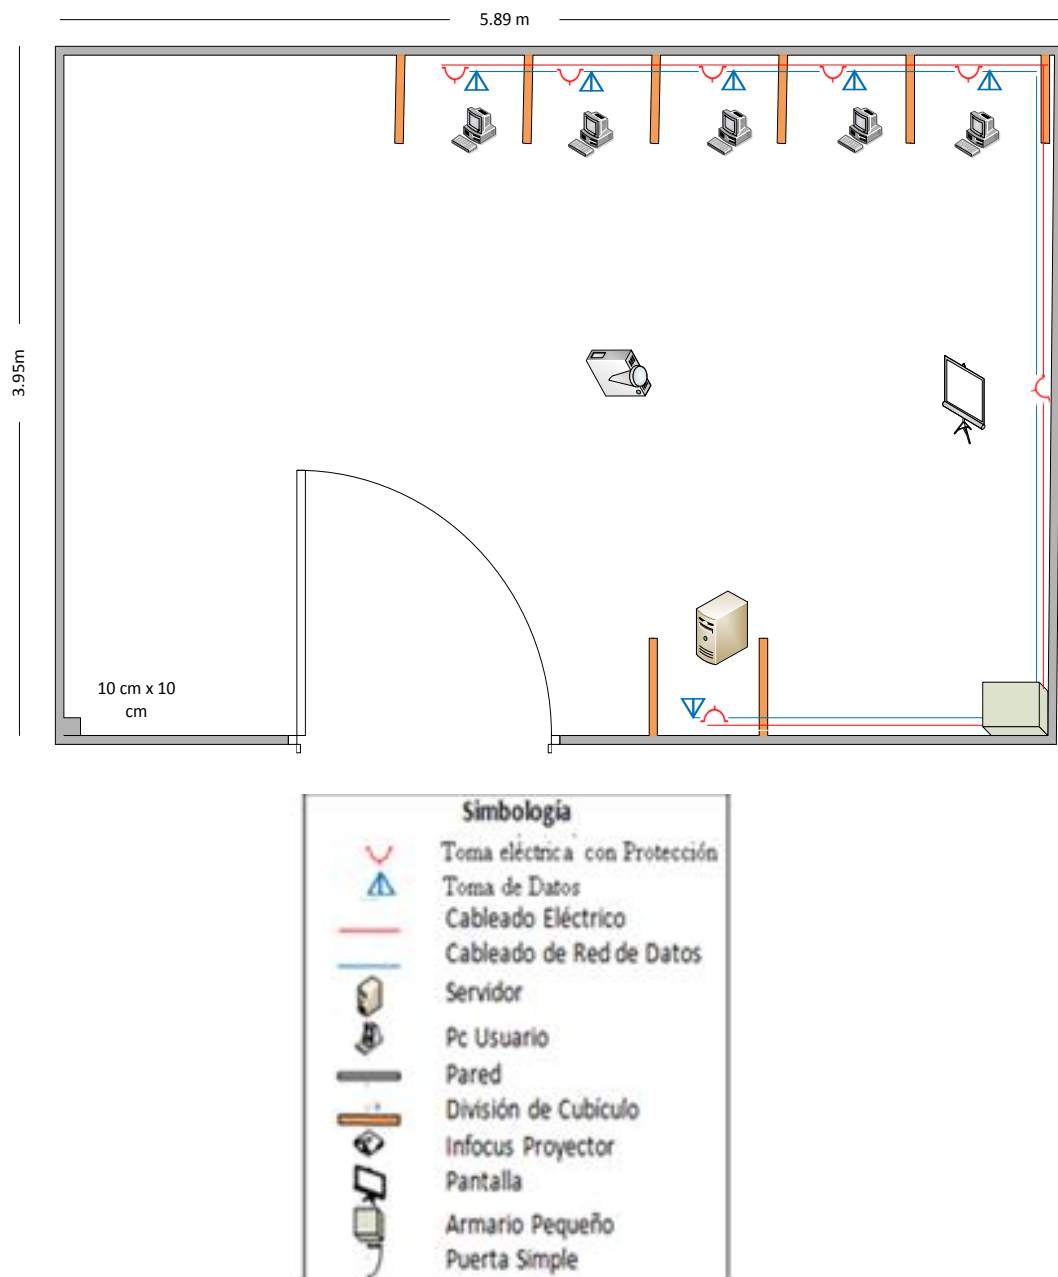 5.89 m
3.95m
10 cm x 10
cm
Simbología
Toma eléctrica con Protección
Toma de Datos
Cableado Eléctrico
Cableado de Red de Datos
Servidor
Pc Usuario
Pared
División de Cubículo
Infocus Proyector
Pantalla
Armario Pequeño
Puerta Simple